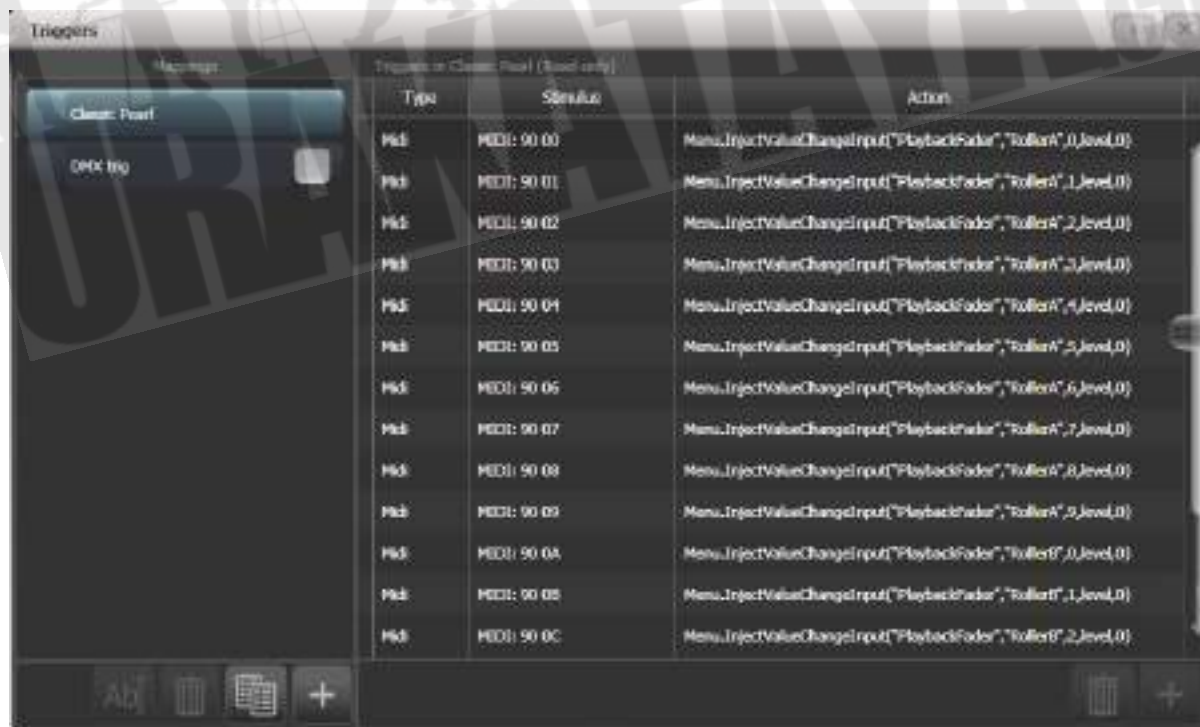 Triggers
Mappings
Triggers in Classic Pearl (Read only)
Classic Pearl
DMX trig
Type Stimulus Action
Midi MIDI: 90 00 Menu.InjectValueChangeInput("PlaybackFader","RollerA",0,level,0)
Midi MIDI: 90 01 Menu.InjectValueChangeInput("PlaybackFader","RollerA",1,level,0)
Midi MIDI: 90 02 Menu.InjectValueChangeInput("PlaybackFader","RollerA",2,level,0)
Midi MIDI: 90 03 Menu.InjectValueChangeInput("PlaybackFader","RollerA",3,level,0)
Midi MIDI: 90 04 Menu.InjectValueChangeInput("PlaybackFader","RollerA",4,level,0)
Midi MIDI: 90 05 Menu.InjectValueChangeInput("PlaybackFader","RollerA",5,level,0)
Midi MIDI: 90 06 Menu.InjectValueChangeInput("PlaybackFader","RollerA",6,level,0)
Midi MIDI: 90 07 Menu.InjectValueChangeInput("PlaybackFader","RollerA",7,level,0)
Midi MIDI: 90 08 Menu.InjectValueChangeInput("PlaybackFader","RollerA",8,level,0)
Midi MIDI: 90 09 Menu.InjectValueChangeInput("PlaybackFader","RollerA",9,level,0)
Midi MIDI: 90 0A Menu.InjectValueChangeInput("PlaybackFader","RollerB",0,level,0)
Midi MIDI: 90 0B Menu.InjectValueChangeInput("PlaybackFader","RollerB",1,level,0)
Midi MIDI: 90 0C Menu.InjectValueChangeInput("PlaybackFader","RollerB",2,level,0)